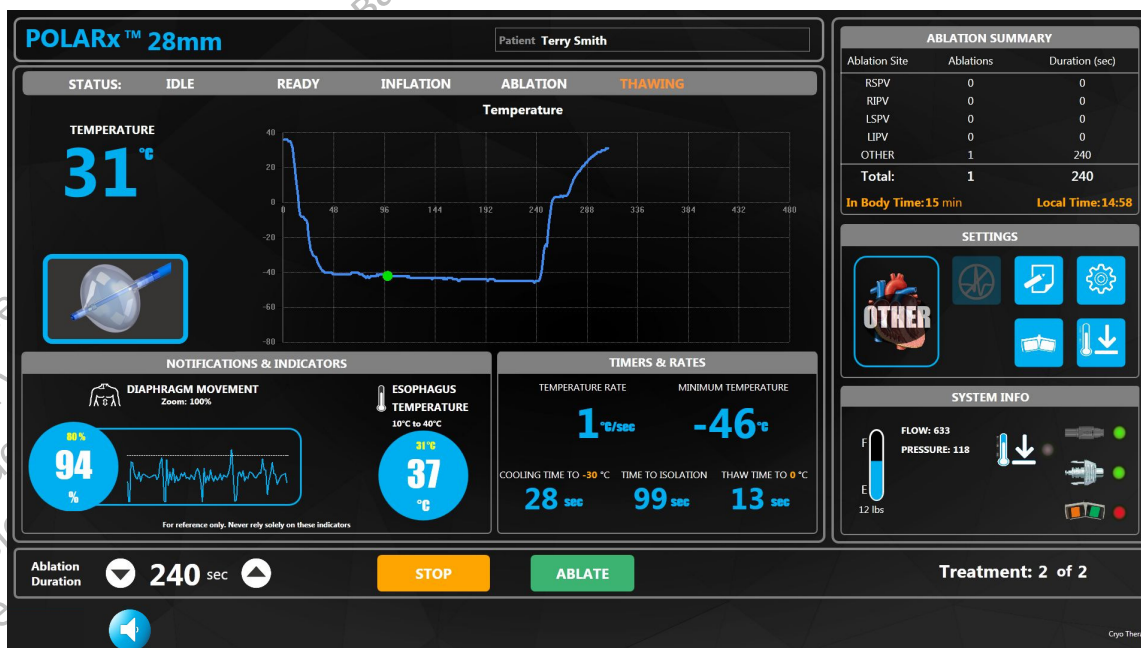 POLARx™ 28mm
Patient Terry Smith
STATUS: IDLE READY INFLATION ABLATION THAWING
Temperature
TEMPERATURE
31 °C
40
20
0
-20
-40
-60
-80
0 48 96 144 192 240 288 336 384 432 480
NOTIFICATIONS & INDICATORS
DIAPHRAGM MOVEMENT
Zoom: 100%
80 %
94
%
ESOPHAGUS
TEMPERATURE
10°C to 40°C
31°C
37
°C
For reference only. Never rely solely on these indicators
TIMERS & RATES
TEMPERATURE RATE MINIMUM TEMPERATURE
1 °C/sec -46 °C
COOLING TIME TO -30 °C TIME TO ISOLATION THAW TIME TO 0 °C
28 sec 99 sec 13 sec
ABLATION SUMMARY
Ablation Site Ablations Duration (sec)
RSPV 0 0
RIPV 0 0
LSPV 0 0
LIPV 0 0
OTHER 1 240
Total: 1 240
In Body Time: 15 min Local Time: 14:58
SETTINGS
OTHER
SYSTEM INFO
F
E
12 lbs
FLOW: 633
PRESSURE: 118
Ablation
Duration
240 sec
STOP
ABLATE
Treatment: 2 of 2